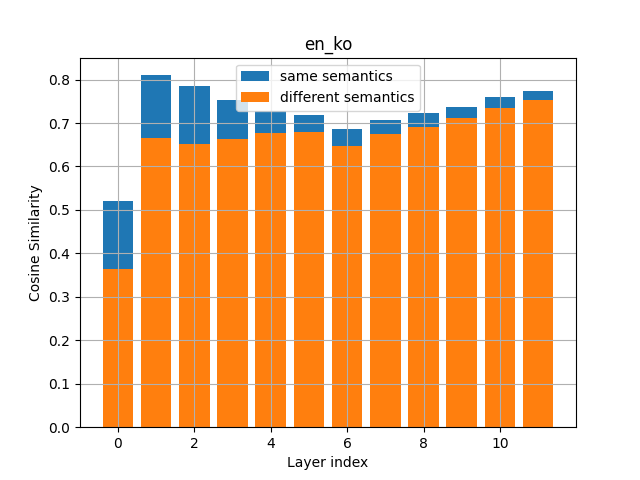 en_ko
same semantics
different semantics
Cosine Similarity
0.8
0.7
0.6
0.5
0.4
0.3
0.2
0.1
0.0
0 2 4 6 8 10
Layer index